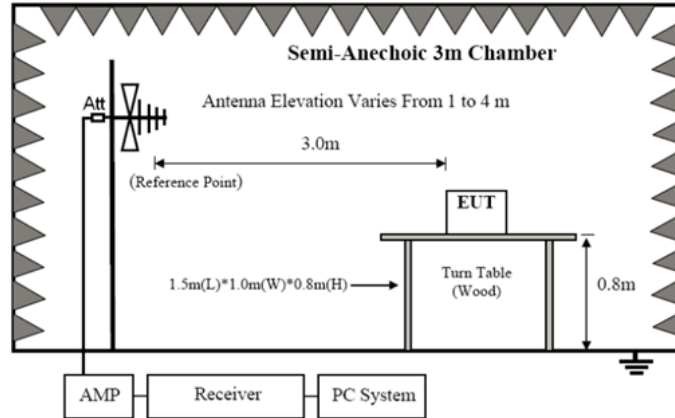 Semi-Anechoic 3m Chamber
Att
Antenna Elevation Varies From 1 to 4 m
3.0m
(Reference Point)
EUT
1.5m(L)*1.0m(W)*0.8m(H)
Turn Table
(Wood)
0.8m
AMP
Receiver
PC System